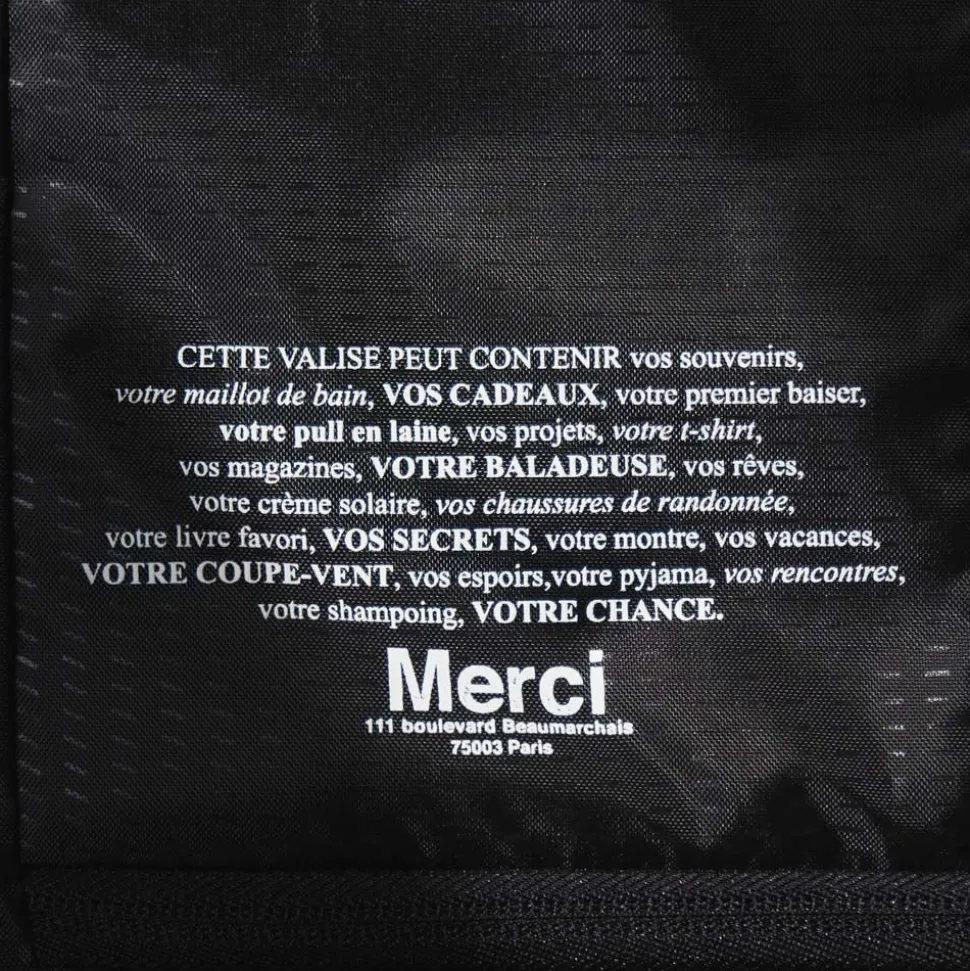 CETTE VALISE PEUT CONTENIR vos souvenirs,
votre maillot de bain, VOS CADEAUX, votre premier baiser,
votre pull en laine, vos projets, votre t-shirt,
vos magazines, VOTRE BALADEUSE, vos rêves,
votre crème solaire, vos chaussures de randonnée,
votre livre favori, VOS SECRETS, votre montre, vos vacances,
VOTRE COUPE-VENT, vos espoirs,votre pyjama, vos rencontres,
votre shampoing, VOTRE CHANCE.
Merci
111 boulevard Beaumarchais
75003 Paris